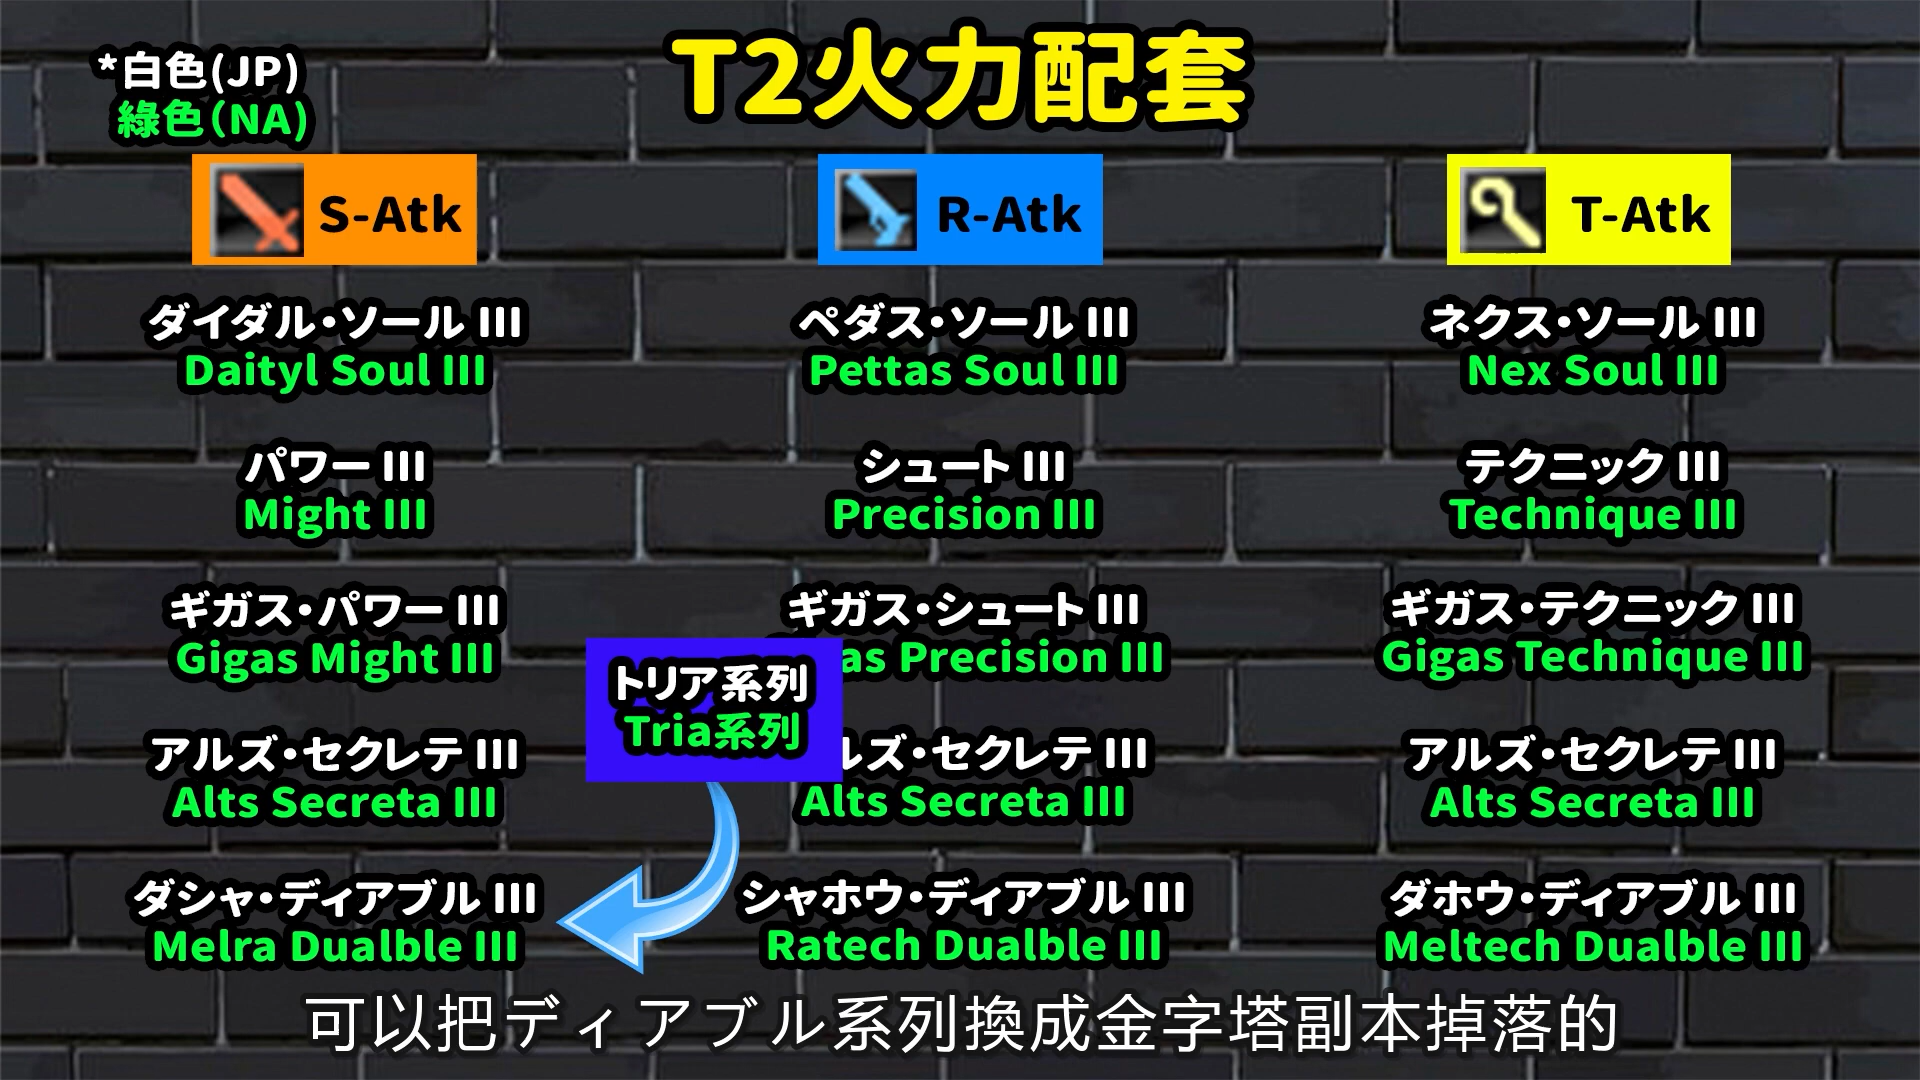 *白色(JP)
綠色(NA)
T2火力配套
S-Atk
ダイダル・ソール III
Daityl Soul III
パワー III
Might III
ギガス・パワー III
Gigas Might III
アルズ・セクレテ III
Alts Secreta III
ダシャ・ディアブル III
Melra Dualble III
トリア系列
Tria系列
R-Atk
ペダス・ソール III
Pettas Soul III
シュート III
Precision III
ギガス・シュート III
as Precision III
ルズ・セクレテ III
Alts Secreta III
シャホウ・ディアブル III
Ratech Dualble III
T-Atk
ネクス・ソール III
Nex Soul III
テクニック III
Technique III
ギガス・テクニック III
Gigas Technique III
アルズ・セクレテ III
Alts Secreta III
ダホウ・ディアブル III
Meltech Dualble III
可以把ディアブル系列換成金字塔副本掉落的